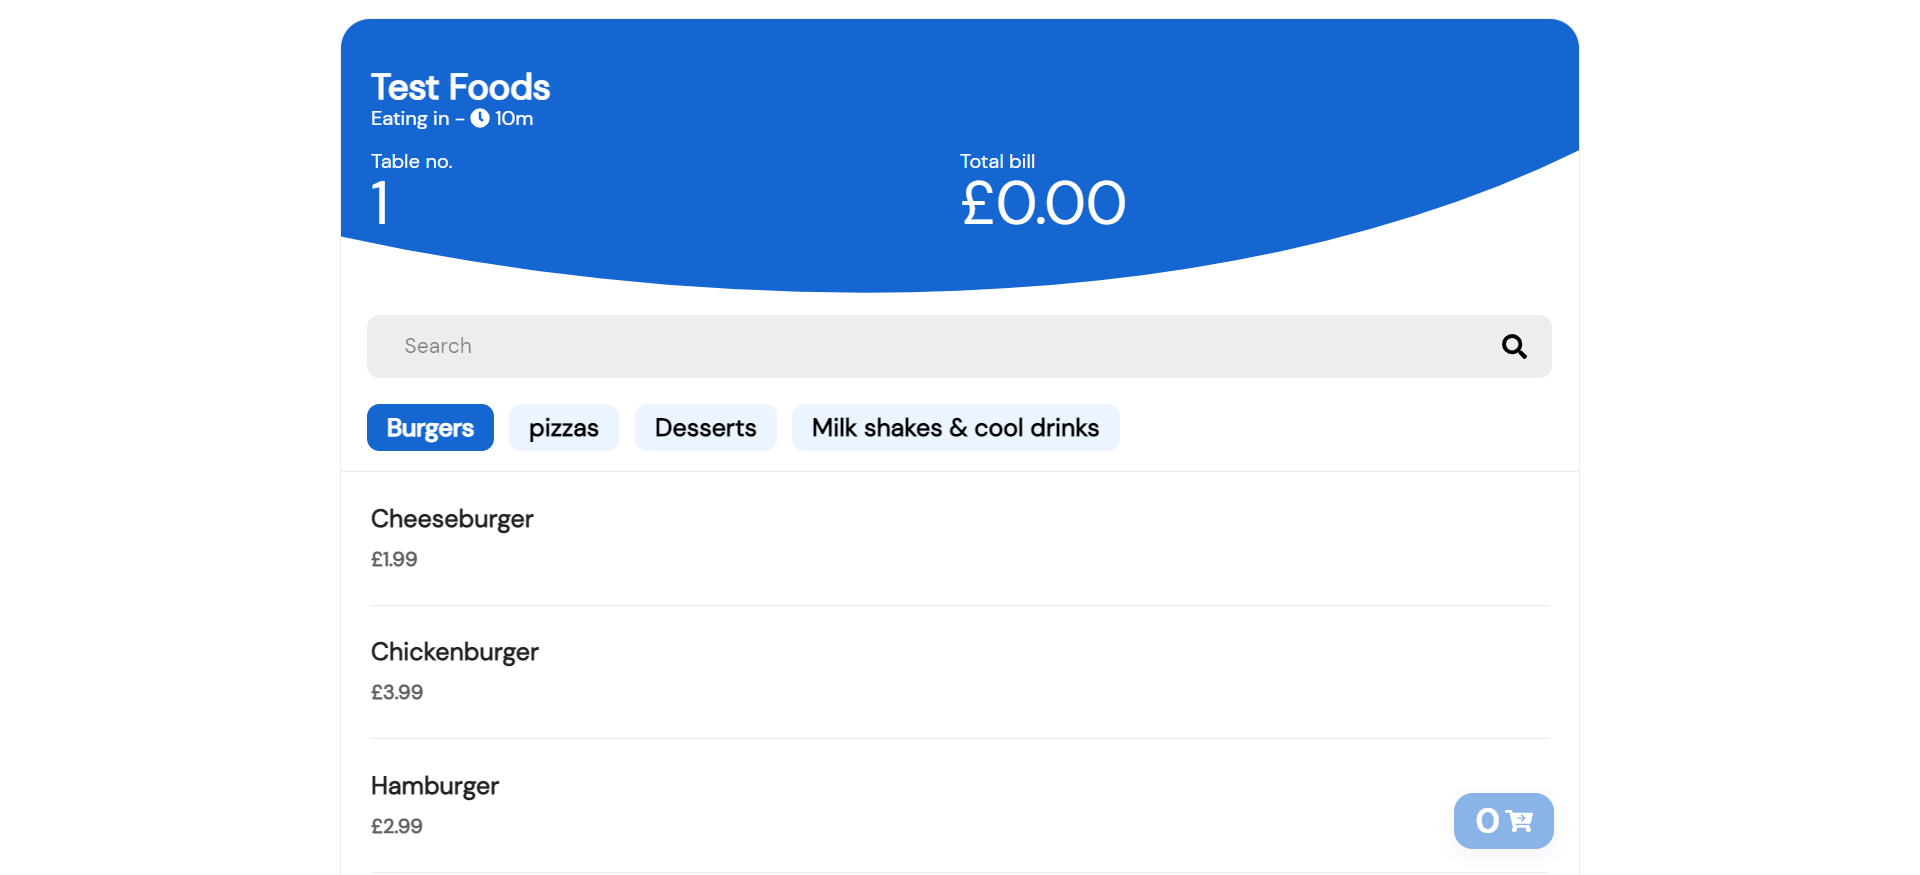 Test Foods
Eating in - 10m
Table no.
1
Total bill
£0.00
Search
Burgers
pizzas
Desserts
Milk shakes & cool drinks
Cheeseburger
£1.99
Chickenburger
£3.99
Hamburger
£2.99
0